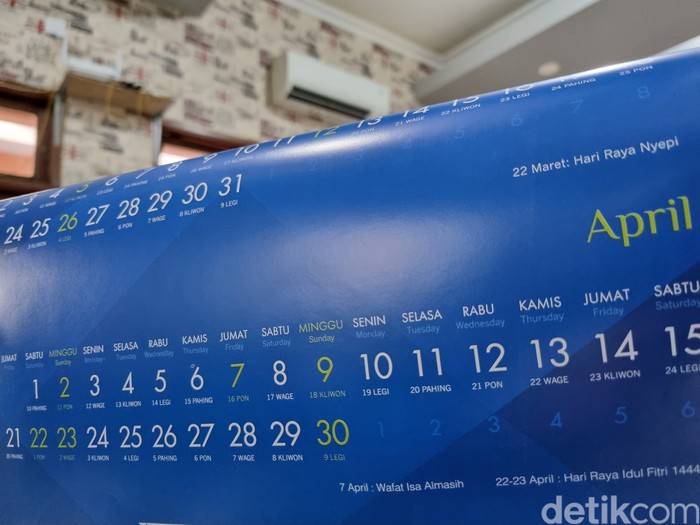 22 Maret: Hari Raya Nyepi
24 25 26 27 28 29 30 31
6 LEGI 5 PAHING 6 PON 7 WAGE 8 KLIWON 9 LEGI
April
JUMAT SABTU MINGGU SENIN SELASA RABU KAMIS JUMAT SABTU MINGGU SENIN SELASA RABU KAMIS JUMAT SABTU
Saturday Sunday Monday Tuesday Wednesday Thursday Friday Saturday Sunday Monday Tuesday Wednesday Thursday Friday Saturday
1 2 3 4 5 6 7 8 9 10 11 12 13 14 15
10 PAHING 11 PON 12 WAGE 13 KLIWON 14 LEGI 15 PAHING 16 PON 17 WAGE 18 KLIWON 19 LEGI 20 PAHING 21 PON 22 WAGE 23 KLIWON 24 LEGI
21 22 23 24 25 26 27 28 29 30 1 2 3 4 5 6
1 PON 2 WAGE 3 KLIWON 4 LEGI 5 PAHING 6 PON 7 WAGE 8 KLIWON 9 LEGI
7 April : Wafat Isa Almasih
22-23 April : Hari Raya Idul Fitri 1444
detikcom